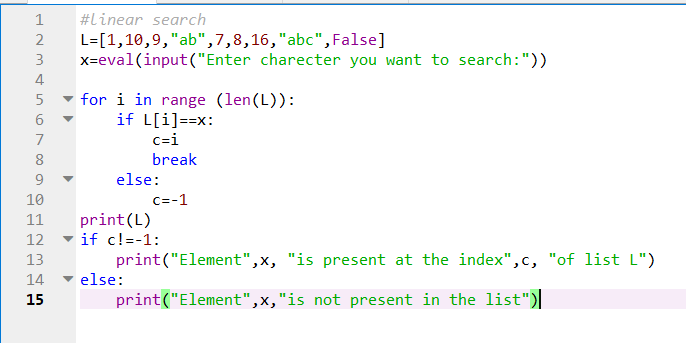 1 #linear search
2 L=[1,10,9,"ab",7,8,16,"abc",False]
3 x=eval(input("Enter charecter you want to search:"))
4
5 for i in range (len(L)):
6     if L[i]==x:
7         c=i
8         break
9     else:
10         c=-1
11 print(L)
12 if c!=-1:
13     print("Element",x, "is present at the index",c, "of list L")
14 else:
15     print("Element",x,"is not present in the list")